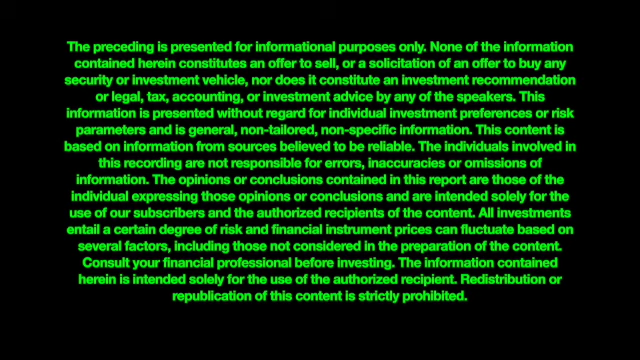 The preceding is presented for informational purposes only. None of the information
contained herein constitutes an offer to sell, or a solicitation of an offer to buy any
security or investment vehicle, nor does it constitute an investment recommendation
or legal, tax, accounting, or investment advice by any of the speakers. This
information is presented without regard for individual investment preferences or risk
parameters and is general, non-tailored, non-specific information. This content is
based on information from sources believed to be reliable. The individuals involved in
this recording are not responsible for errors, inaccuracies or omissions of
information. The opinions or conclusions contained in this report are those of the
individual expressing those opinions or conclusions and are intended solely for the
use of our subscribers and the authorized recipients of the content. All investments
entail a certain degree of risk and financial instrument prices can fluctuate based on
several factors, including those not considered in the preparation of the content.
Consult your financial professional before investing. The information contained
herein is intended solely for the use of the authorized recipient. Redistribution or
republication of this content is strictly prohibited.